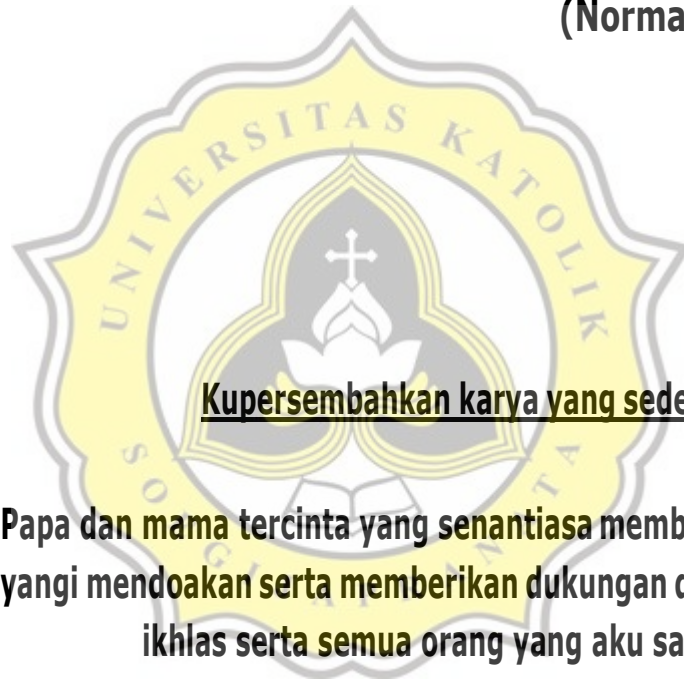 (Norma
UNIVERSITAS KATOLIK
Kupersembahkan karya yang sede
SOEGIJAPRANATA
Papa dan mama tercinta yang senantiasa memb
yangi mendoakan serta memberikan dukungan d
ikhlas serta semua orang yang aku sa